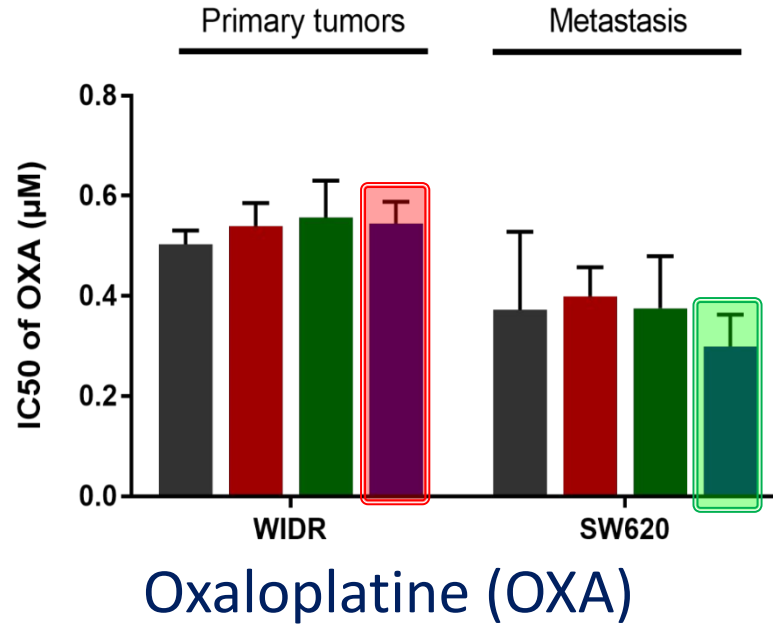 Primary tumors
Metastasis
IC50 of OXA (μM)
0.8
0.6
0.4
0.2
0.0
WIDR
SW620
Oxaloplatine (OXA)